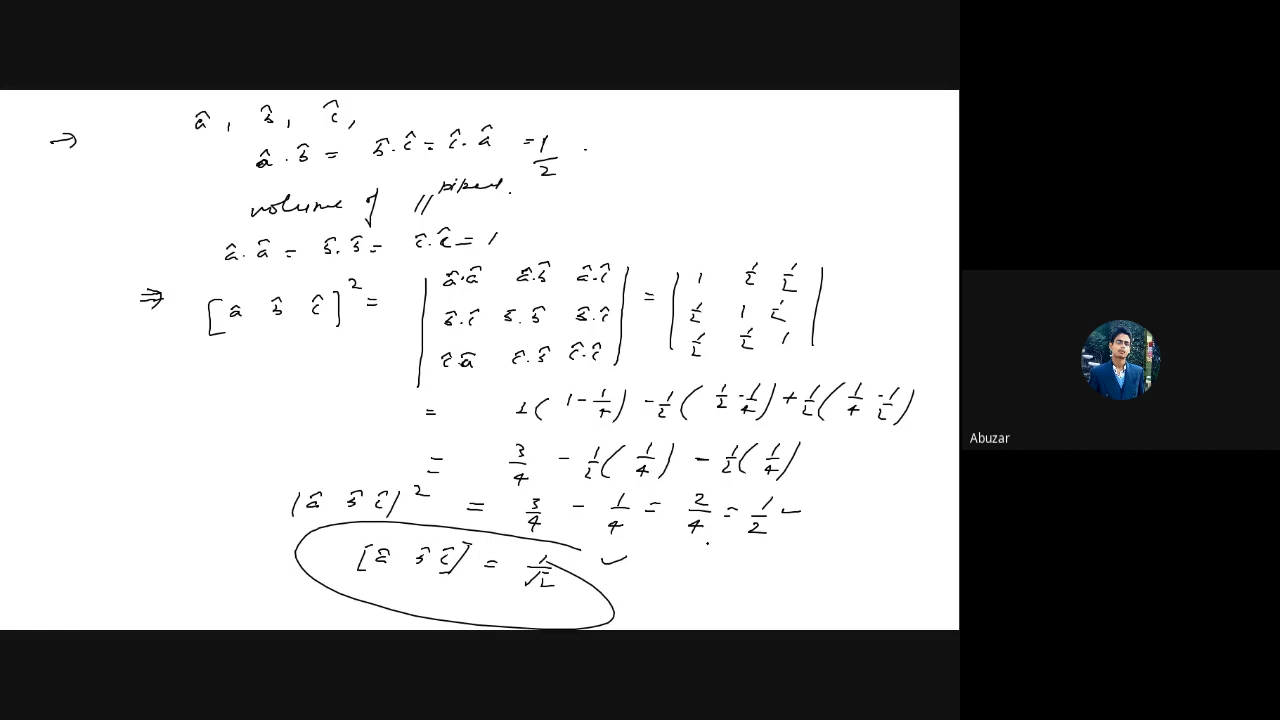 → â, b̂, ĉ,
â . b̂ = b̂ . ĉ = ĉ . â = 1/2 .
volume of //piped.
â . â = b̂ . b̂ = ĉ . ĉ = 1
⇒ [â b̂ ĉ]² = | â.â â.b̂ â.ĉ | = | 1 1/2 1/2 |
| b̂.ĉ b̂.b̂ b̂.ĉ | | 1/2 1 1/2 |
| ĉ.â ĉ.b̂ ĉ.ĉ | | 1/2 1/2 1 |
= 1(1 - 1/4) - 1/2(1/2 - 1/4) + 1/2(1/4 - 1/2)
= 3/4 - 1/2(1/4) - 1/2(1/4)
|â b̂ ĉ|² = 3/4 - 1/4 = 2/4 = 1/2 ✓
[â b̂ ĉ] = 1/√2 ✓
Abuzar